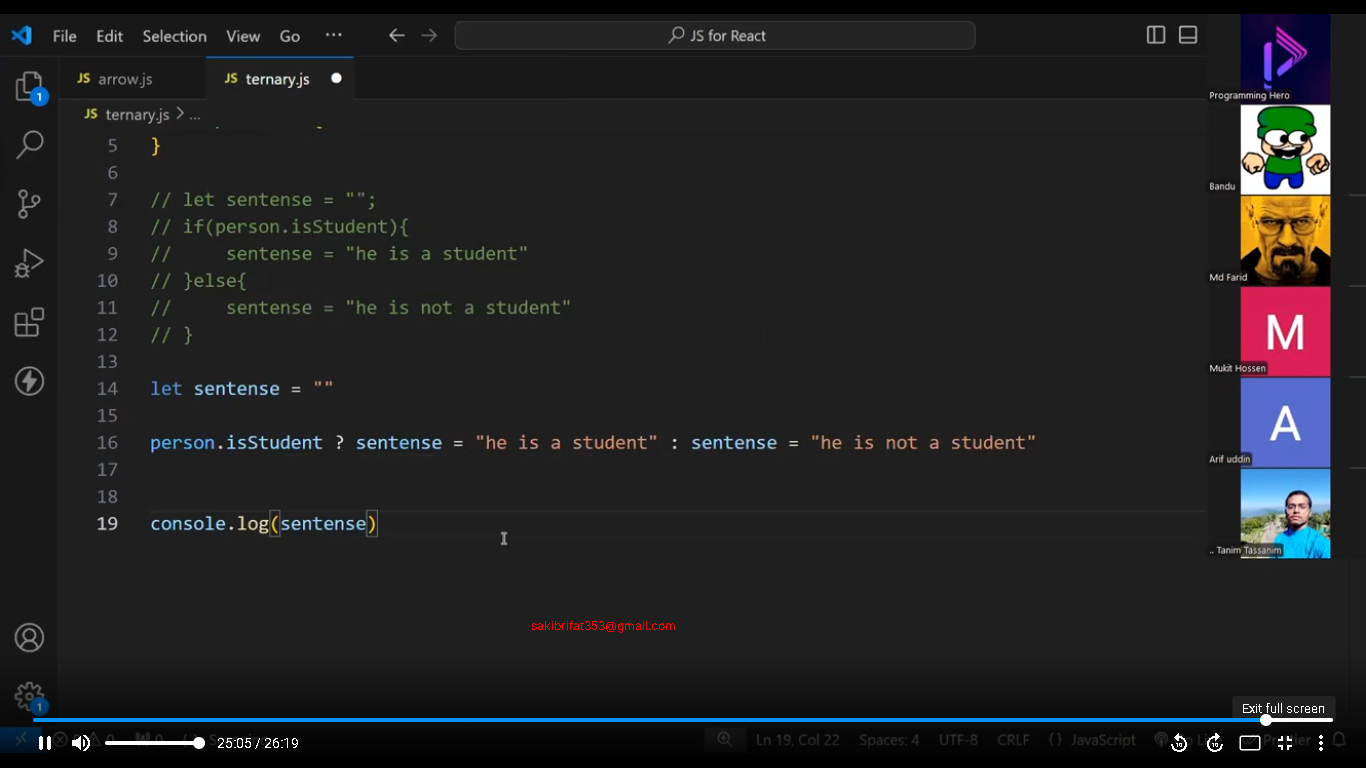 File Edit Selection View Go ···
JS for React
JS arrow.js
JS ternary.js
JS ternary.js > ...
1
5 }
6
7 // let sentense = "";
8 // if(person.isStudent){
9 //     sentense = "he is a student"
10 // }else{
11 //     sentense = "he is not a student"
12 // }
13
14 let sentense = ""
15
16 person.isStudent ? sentense = "he is a student" : sentense = "he is not a student"
17
18
19 console.log(sentense)
Programming Hero
Bandu
Md Farid
M
Mukit Hossen
A
Arif uddin
.. Tanim Tassanim
sakibrifat353@gmail.com
1
Exit full screen
25:05 / 26:19
Ln 19, Col 22 Spaces: 4 UTF-8 CRLF {} JavaScript
Prettier
10 10